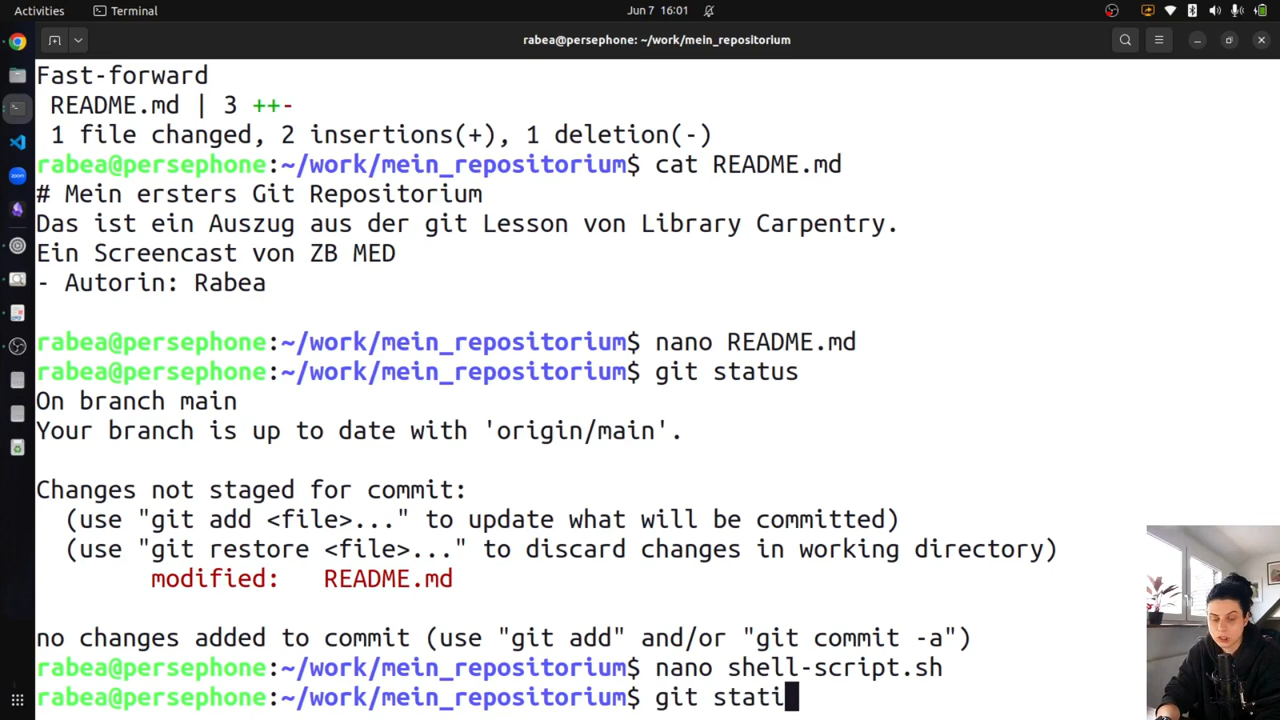 Activities
Terminal
Jun 7 16:01
rabea@persephone: ~/work/mein_repositorium
Fast-forward
README.md | 3 ++-
1 file changed, 2 insertions(+), 1 deletion(-)
rabea@persephone:~/work/mein_repositorium$ cat README.md
# Mein ersters Git Repositorium
Das ist ein Auszug aus der git Lesson von Library Carpentry.
Ein Screencast von ZB MED
- Autorin: Rabea
rabea@persephone:~/work/mein_repositorium$ nano README.md
rabea@persephone:~/work/mein_repositorium$ git status
On branch main
Your branch is up to date with 'origin/main'.
Changes not staged for commit:
(use "git add <file>..." to update what will be committed)
(use "git restore <file>..." to discard changes in working directory)
modified: README.md
no changes added to commit (use "git add" and/or "git commit -a")
rabea@persephone:~/work/mein_repositorium$ nano shell-script.sh
rabea@persephone:~/work/mein_repositorium$ git stati